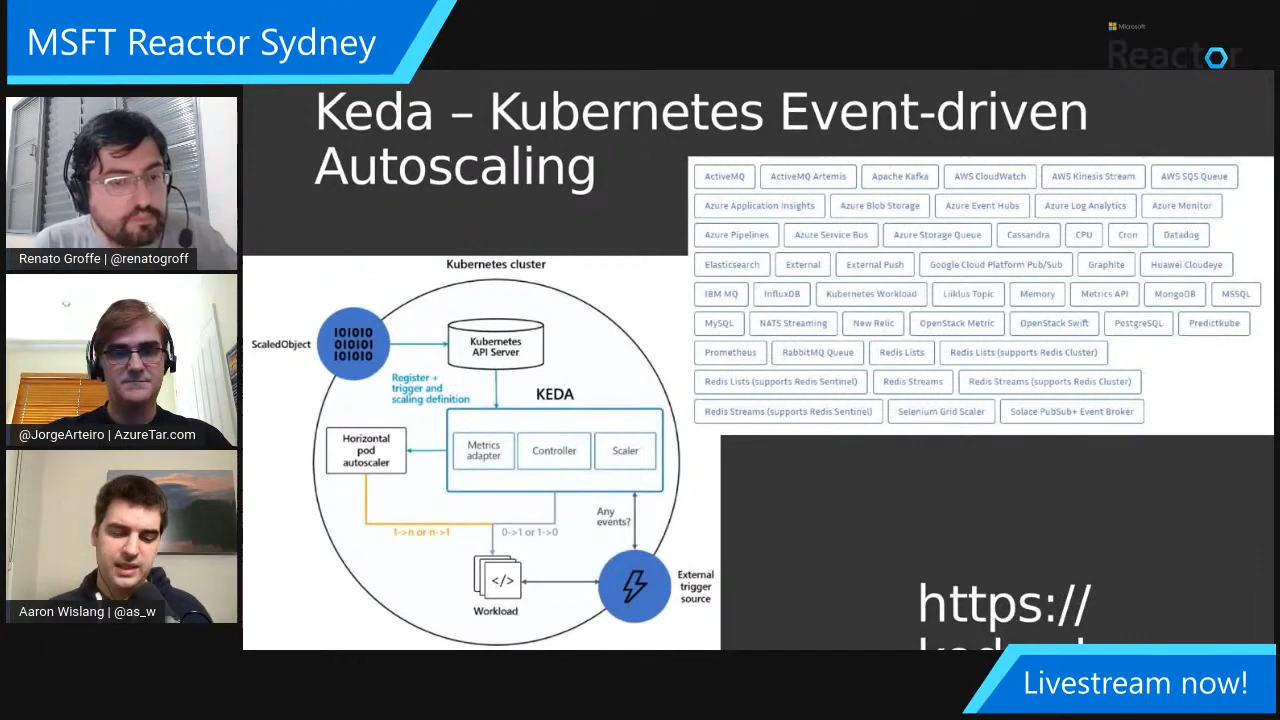 MSFT Reactor Sydney
Microsoft
Reactor
Keda – Kubernetes Event-driven
Autoscaling
Renato Groffe | @renatogroff
@JorgeArteiro | AzureTar.com
Aaron Wislang | @as_w
ActiveMQ ActiveMQ Artemis Apache Kafka AWS CloudWatch AWS Kinesis Stream AWS SQS Queue
Azure Application Insights Azure Blob Storage Azure Event Hubs Azure Log Analytics Azure Monitor
Azure Pipelines Azure Service Bus Azure Storage Queue Cassandra CPU Cron Datadog
Elasticsearch External External Push Google Cloud Platform Pub/Sub Graphite Huawei Cloudeye
IBM MQ InfluxDB Kubernetes Workload Liiklus Topic Memory Metrics API MongoDB MSSQL
MySQL NATS Streaming New Relic OpenStack Metric OpenStack Swift PostgreSQL Predictkube
Prometheus RabbitMQ Queue Redis Lists Redis Lists (supports Redis Cluster)
Redis Lists (supports Redis Sentinel) Redis Streams Redis Streams (supports Redis Cluster)
Redis Streams (supports Redis Sentinel) Selenium Grid Scaler Solace PubSub+ Event Broker
Kubernetes cluster
ScaledObject
IOIOIO
OIOIOI
IOIOIO
Kubernetes
API Server
Register +
trigger and
scaling definition
KEDA
Horizontal
pod
autoscaler
Metrics
adapter
Controller
Scaler
Any
events?
1->n or n->1
0->1 or 1->0
</>
Workload
External
trigger
source
https://
Livestream now!